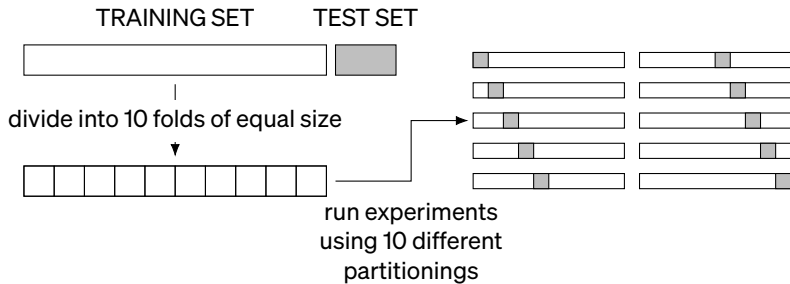 TRAINING SET
TEST SET
divide into 10 folds of equal size
run experiments
using 10 different
partitionings